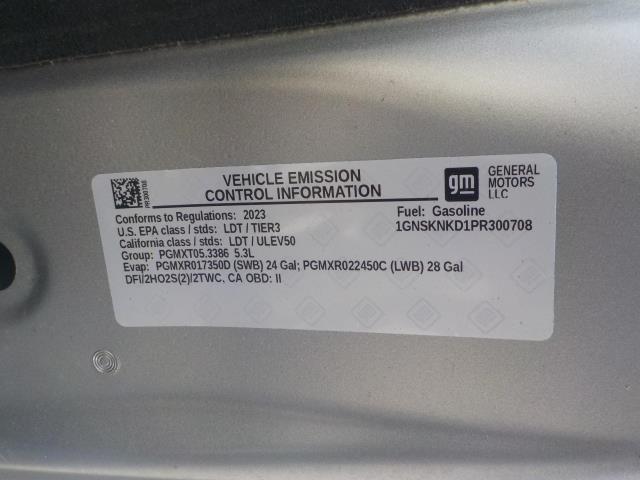 PR300708
VEHICLE EMISSION
CONTROL INFORMATION
gm
GENERAL
MOTORS
LLC
Conforms to Regulations: 2023
U.S. EPA class / stds: LDT / TIER3
California class / stds: LDT / ULEV50
Group: PGMXT05.3386 5.3L
Evap: PGMXR017350D (SWB) 24 Gal; PGMXR022450C (LWB) 28 Gal
DFI/2HO2S(2)/2TWC, CA OBD: II
Fuel: Gasoline
1GNSKNKD1PR300708